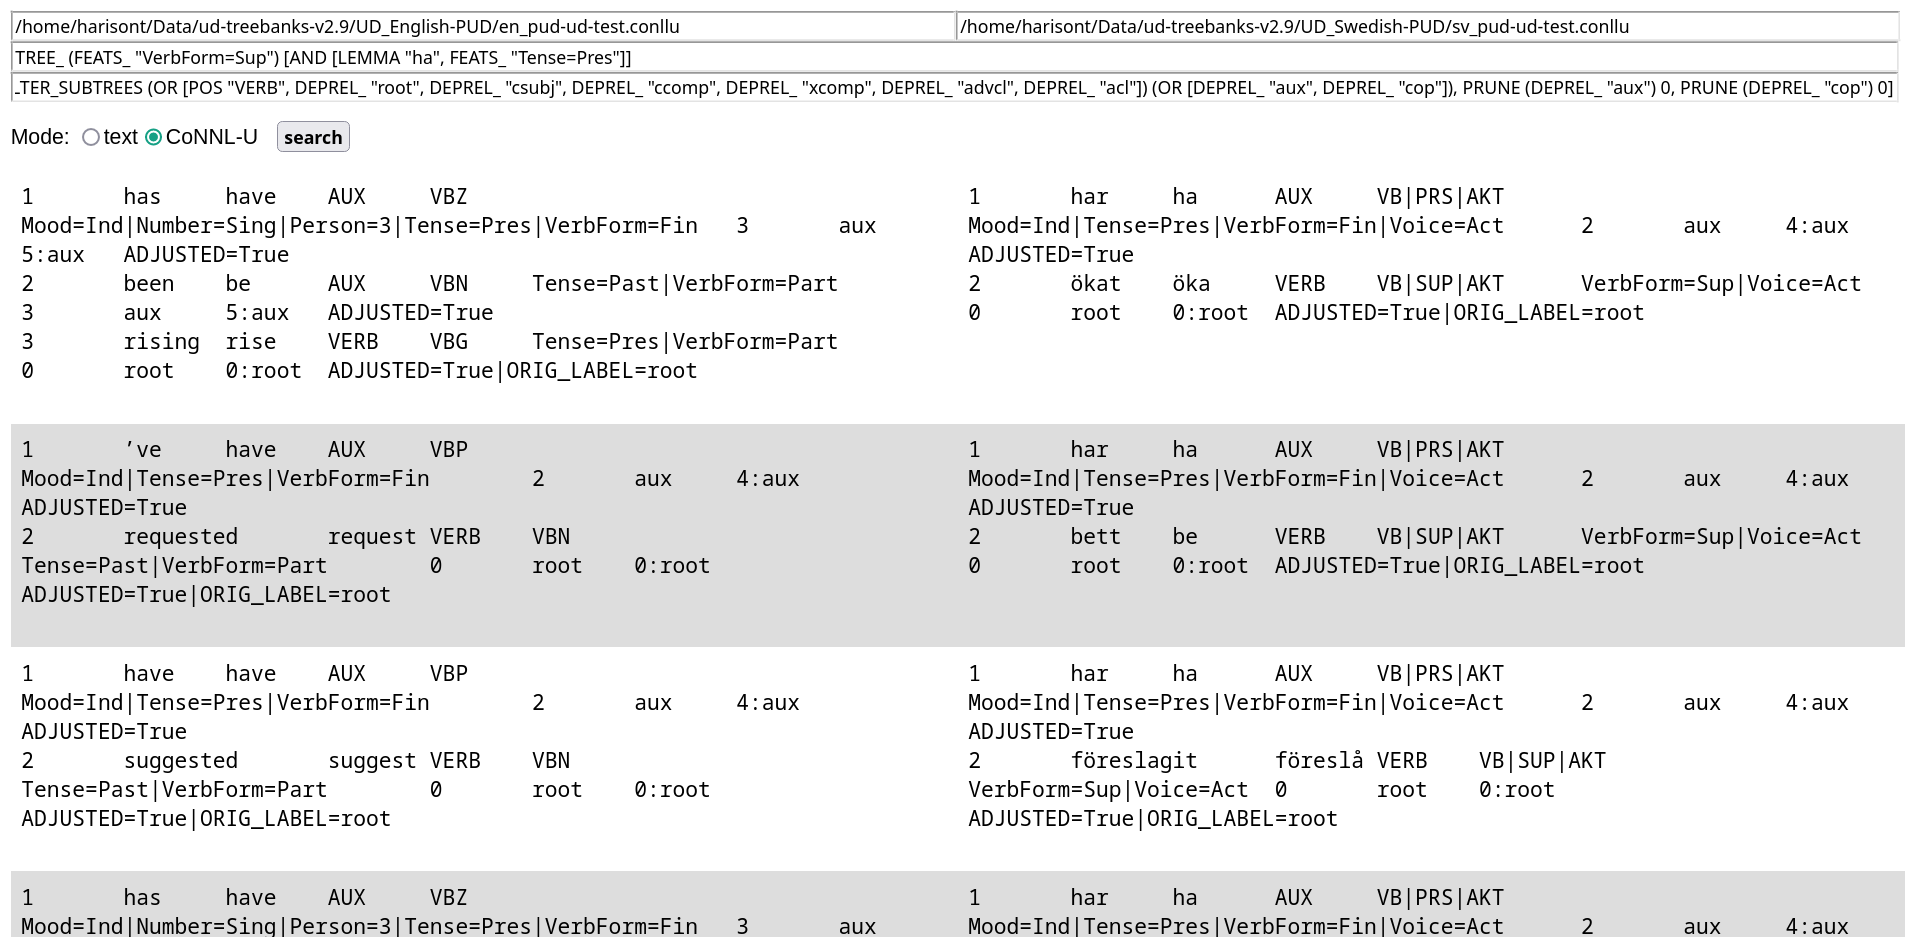 /home/harisont/Data/ud-treebanks-v2.9/UD_English-PUD/en_pud-ud-test.conllu /home/harisont/Data/ud-treebanks-v2.9/UD_Swedish-PUD/sv_pud-ud-test.conllu
TREE_ (FEATS_ "VerbForm=Sup") [AND [LEMMA "ha", FEATS_ "Tense=Pres"]]
TER_SUBTREES (OR [POS "VERB", DEPREL_ "root", DEPREL_ "csubj", DEPREL_ "ccomp", DEPREL_ "xcomp", DEPREL_ "advcl", DEPREL_ "acl"]) (OR [DEPREL_ "aux", DEPREL_ "cop"]), PRUNE (DEPREL_ "aux") 0, PRUNE (DEPREL_ "cop") 0]
Mode: text CoNLL-U search
1 has have AUX VBZ
Mood=Ind|Number=Sing|Person=3|Tense=Pres|VerbForm=Fin 3 aux
5:aux ADJUSTED=True
2 been be AUX VBN Tense=Past|VerbForm=Part
3 aux 5:aux ADJUSTED=True
3 rising rise VERB VBG Tense=Pres|VerbForm=Part
0 root 0:root ADJUSTED=True|ORIG_LABEL=root
1 har ha AUX VB|PRS|AKT
Mood=Ind|Tense=Pres|VerbForm=Fin|Voice=Act 2 aux 4:aux
ADJUSTED=True
2 ökat öka VERB VB|SUP|AKT VerbForm=Sup|Voice=Act
0 root 0:root ADJUSTED=True|ORIG_LABEL=root
1 ’ve have AUX VBP
Mood=Ind|Tense=Pres|VerbForm=Fin 2 aux 4:aux
ADJUSTED=True
2 requested request VERB VBN
Tense=Past|VerbForm=Part 0 root 0:root
ADJUSTED=True|ORIG_LABEL=root
1 har ha AUX VB|PRS|AKT
Mood=Ind|Tense=Pres|VerbForm=Fin|Voice=Act 2 aux 4:aux
ADJUSTED=True
2 bett be VERB VB|SUP|AKT VerbForm=Sup|Voice=Act
0 root 0:root ADJUSTED=True|ORIG_LABEL=root
1 have have AUX VBP
Mood=Ind|Tense=Pres|VerbForm=Fin 2 aux 4:aux
ADJUSTED=True
2 suggested suggest VERB VBN
Tense=Past|VerbForm=Part 0 root 0:root
ADJUSTED=True|ORIG_LABEL=root
1 har ha AUX VB|PRS|AKT
Mood=Ind|Tense=Pres|VerbForm=Fin|Voice=Act 2 aux 4:aux
ADJUSTED=True
2 föreslagit föreslå VERB VB|SUP|AKT
VerbForm=Sup|Voice=Act 0 root 0:root
ADJUSTED=True|ORIG_LABEL=root
1 has have AUX VBZ
Mood=Ind|Number=Sing|Person=3|Tense=Pres|VerbForm=Fin 3 aux
1 har ha AUX VB|PRS|AKT
Mood=Ind|Tense=Pres|VerbForm=Fin|Voice=Act 2 aux 4:aux